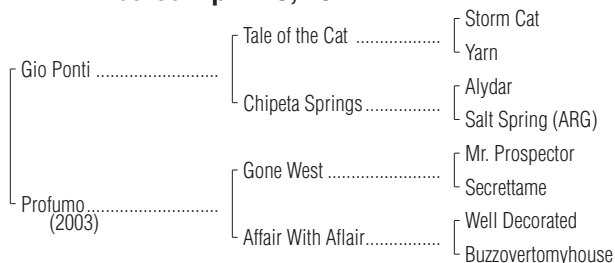 Storm Cat
Tale of the Cat ..................
Yarn
Gio Ponti ..........................
Alydar
Chipeta Springs ...............
Salt Spring (ARG)
Mr. Prospector
Gone West .......................
Secrettame
Profumo............................
(2003)
Well Decorated
Affair With Aflair................
Buzzovertomyhouse